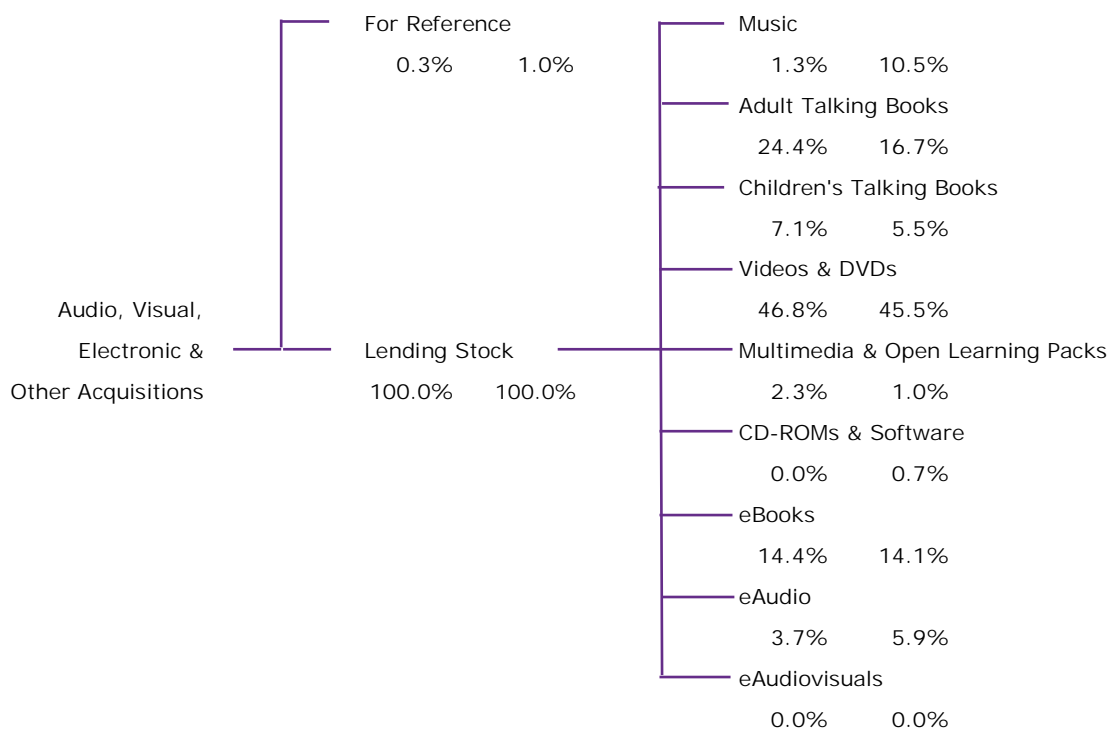 For Reference
0.3% 1.0%
Audio, Visual,
Electronic &
Other Acquisitions
Lending Stock
100.0% 100.0%
Music
1.3% 10.5%
Adult Talking Books
24.4% 16.7%
Children's Talking Books
7.1% 5.5%
Videos & DVDs
46.8% 45.5%
Multimedia & Open Learning Packs
2.3% 1.0%
CD-ROMs & Software
0.0% 0.7%
eBooks
14.4% 14.1%
eAudio
3.7% 5.9%
eAudiovisuals
0.0% 0.0%